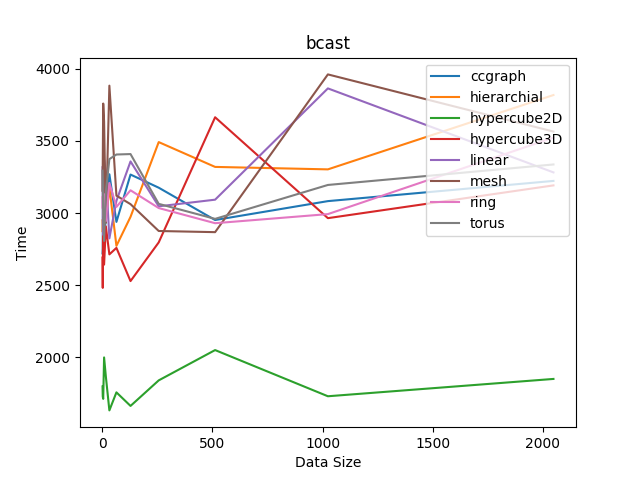 bcast
4000
3500
3000
2500
2000
Time
0
500
1000
1500
2000
Data Size
ccgraph
hierarchial
hypercube2D
hypercube3D
linear
mesh
ring
torus